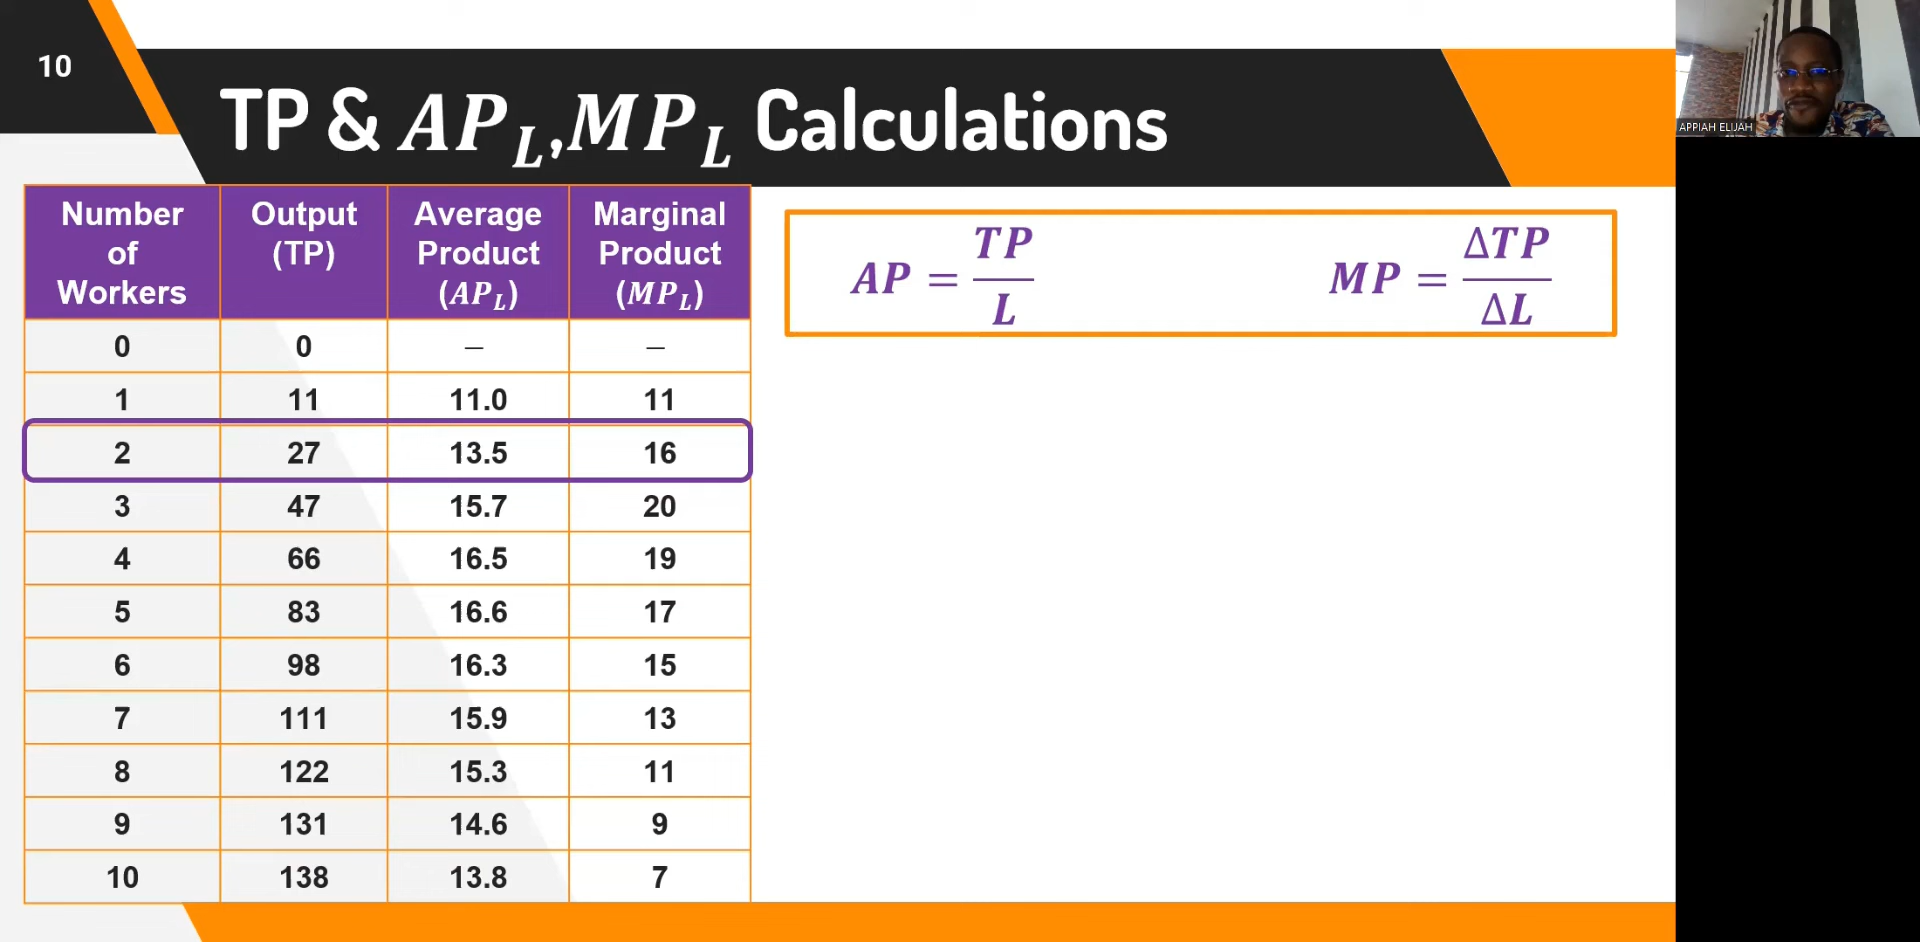 10
TP & AP_L,MP_L Calculations
APPIAH ELIJAH
Number of Workers	Output (TP)	Average Product (AP_L)	Marginal Product (MP_L)
0	0	–	–
1	11	11.0	11
2	27	13.5	16
3	47	15.7	20
4	66	16.5	19
5	83	16.6	17
6	98	16.3	15
7	111	15.9	13
8	122	15.3	11
9	131	14.6	9
10	138	13.8	7
AP = TP/L	MP = ΔTP/ΔL